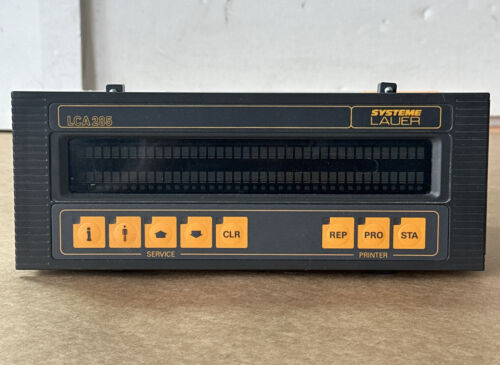 LCA 285
SYSTEME
LAUER
i
CLR
REP
PRO
STA
SERVICE
PRINTER